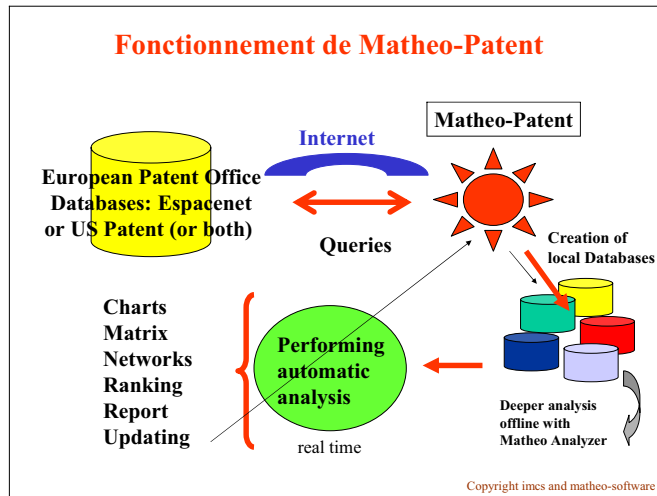 Fonctionnement de Matheo-Patent
Internet
Matheo-Patent
European Patent Office
Databases: Espacenet
or US Patent (or both)
Queries
Creation of
local Databases
Charts
Matrix
Networks
Ranking
Report
Updating
Performing
automatic
analysis
real time
Deeper analysis
offline with
Matheo Analyzer
Copyright imcs and matheo-software